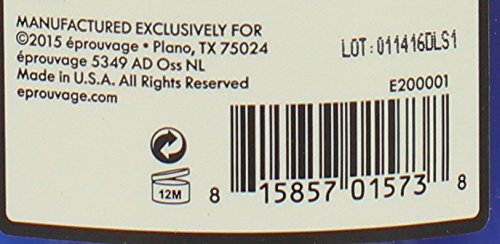 MANUFACTURED EXCLUSIVELY FOR
©2015 éprouvage • Plano, TX 75024
éprouvage 5349 AD Oss NL
Made in U.S.A. All Rights Reserved
eprouvage.com
LOT:011416DLS1
E200001
12M
8 15857 01573 8